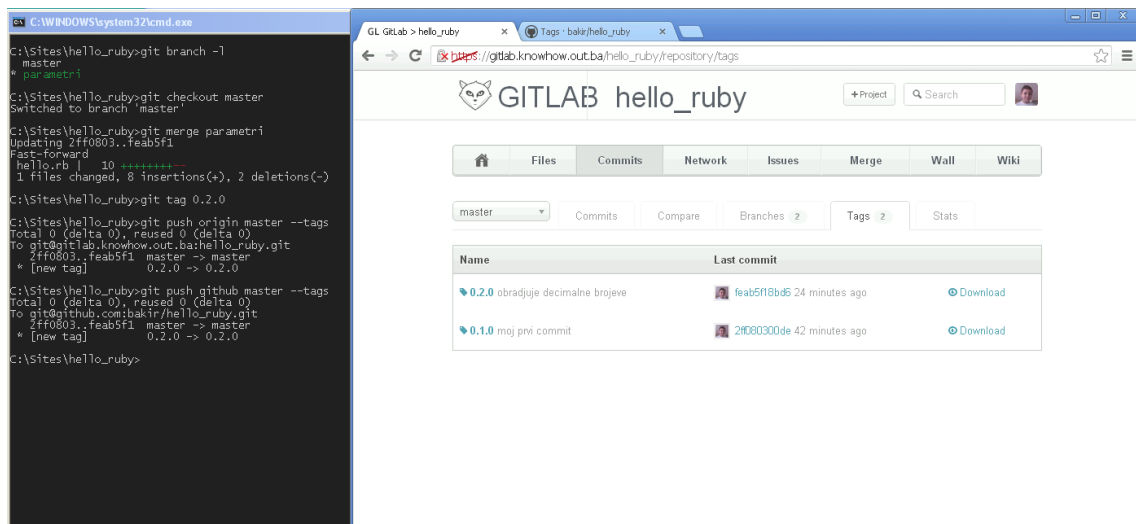 C:\WINDOWS\system32\cmd.exe
C:\Sites\hello_ruby>git branch -l
master
* parametri
C:\Sites\hello_ruby>git checkout master
Switched to branch 'master'
C:\Sites\hello_ruby>git merge parametri
Updating 2ff0803..feab5f1
Fast-forward
hello.rb |   10 ++++++++--
1 files changed, 8 insertions(+), 2 deletions(-)
C:\Sites\hello_ruby>git tag 0.2.0
C:\Sites\hello_ruby>git push origin master --tags
Total 0 (delta 0), reused 0 (delta 0)
To git@gitlab.knowhow.out.ba:hello_ruby.git
2ff0803..feab5f1  master -> master
* [new tag]         0.2.0 -> 0.2.0
C:\Sites\hello_ruby>git push github master --tags
Total 0 (delta 0), reused 0 (delta 0)
To git@github.com:bakir/hello_ruby.git
2ff0803..feab5f1  master -> master
* [new tag]         0.2.0 -> 0.2.0
C:\Sites\hello_ruby>
GL GitLab > hello_ruby
Tags · bakir/hello_ruby
https://gitlab.knowhow.out.ba/hello_ruby/repository/tags
GITLAB hello_ruby
+Project
Search
Files Commits Network Issues Merge Wall Wiki
master Commits Compare Branches 2 Tags 2 Stats
Name Last commit
0.2.0 obradjuje decimalne brojeve feab5f18bd6 24 minutes ago Download
0.1.0 moj prvi commit 2ff080300de 42 minutes ago Download